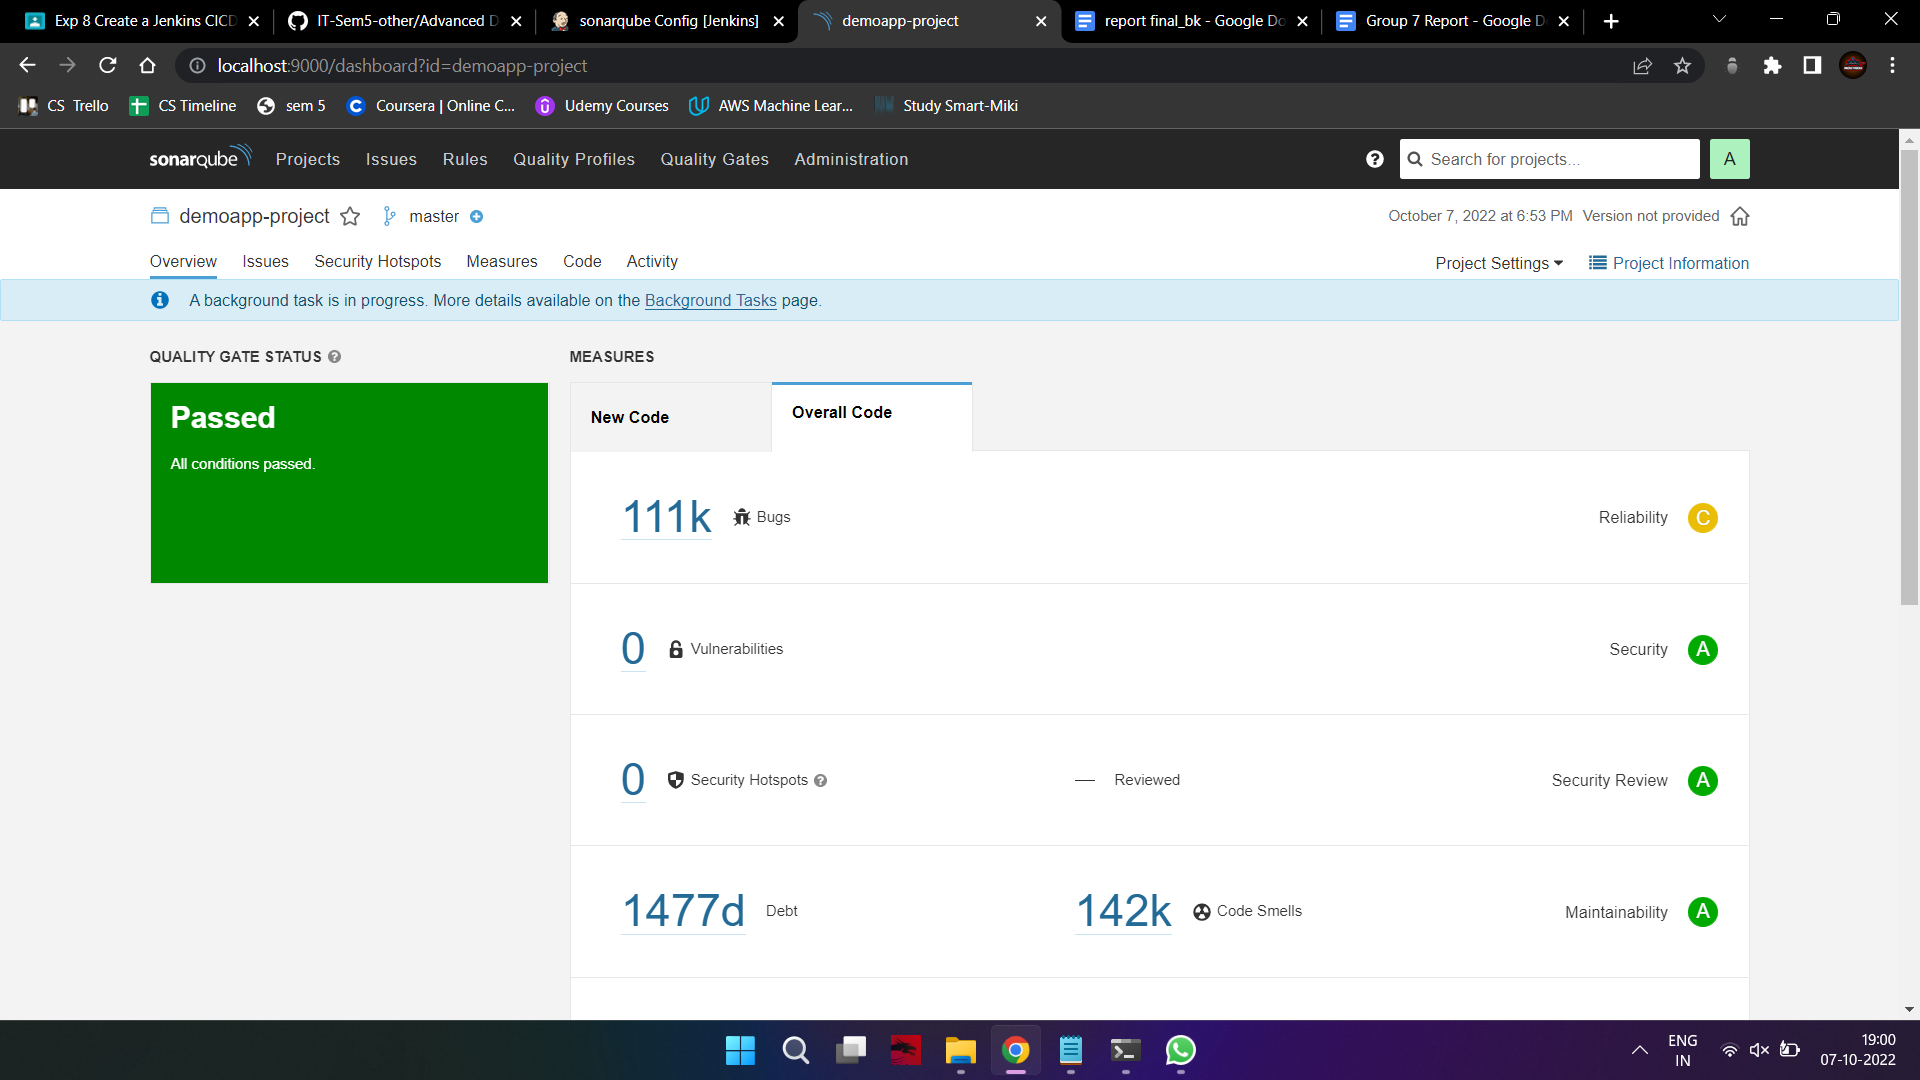 Exp 8 Create a Jenkins CICD
IT-Sem5-other/Advanced D
sonarqube Config [Jenkins]
demoapp-project
report final_bk - Google Do
Group 7 Report - Google D
localhost:9000/dashboard?id=demoapp-project
CS Trello
CS Timeline
sem 5
Coursera | Online C...
Udemy Courses
AWS Machine Lear...
Study Smart-Miki
sonarqube
Projects
Issues
Rules
Quality Profiles
Quality Gates
Administration
Search for projects...
A
demoapp-project
master
October 7, 2022 at 6:53 PM Version not provided
Overview
Issues
Security Hotspots
Measures
Code
Activity
Project Settings
Project Information
A background task is in progress. More details available on the Background Tasks page.
QUALITY GATE STATUS
MEASURES
Passed
All conditions passed.
New Code
Overall Code
111k Bugs
Reliability C
0 Vulnerabilities
Security A
0 Security Hotspots
— Reviewed
Security Review A
1477d Debt
142k Code Smells
Maintainability A
ENG
IN
19:00
07-10-2022